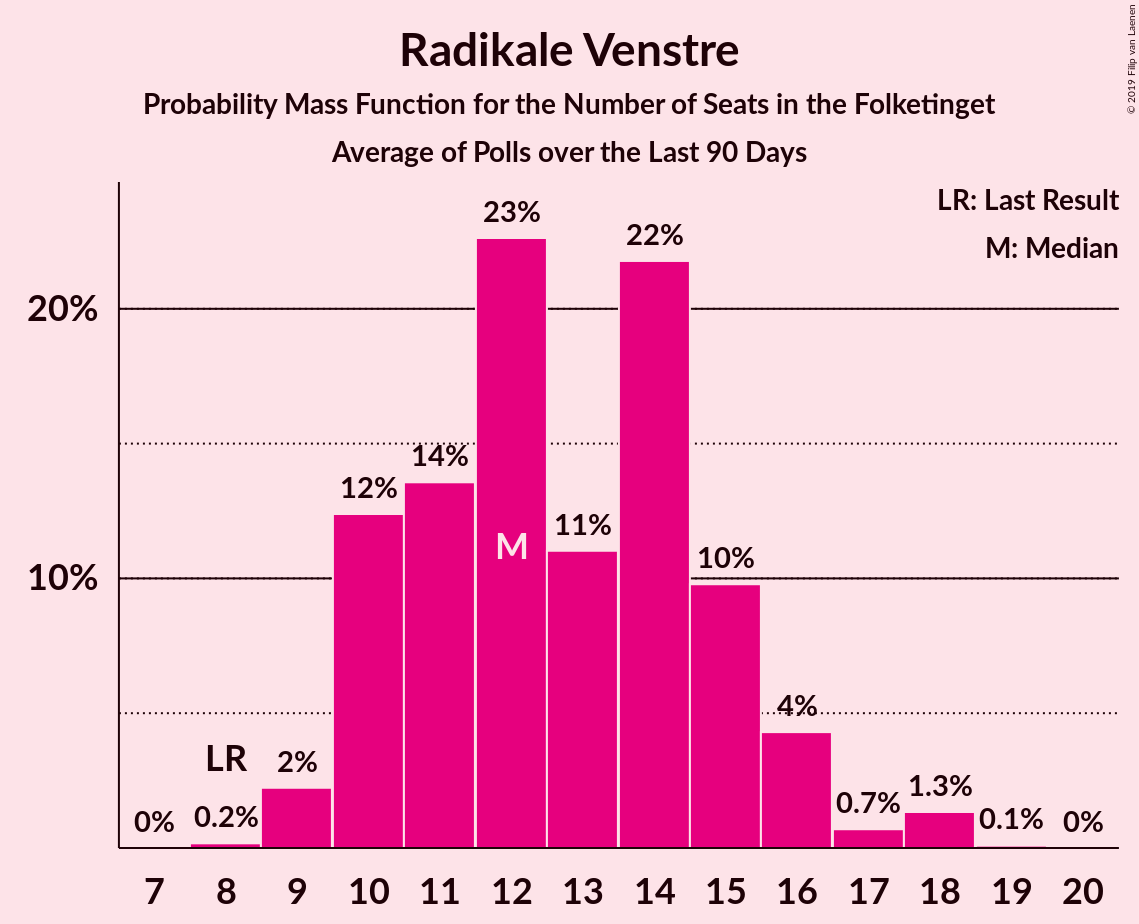 Radikale Venstre
Probability Mass Function for the Number of Seats in the Folketinget
Average of Polls over the Last 90 Days
© 2019 Filip van Laenen
LR: Last Result
M: Median
20%
10%
0%
0.2%
LR
2%
12%
14%
23%
M
11%
22%
10%
4%
0.7%
1.3%
0.1%
0%
7 8 9 10 11 12 13 14 15 16 17 18 19 20